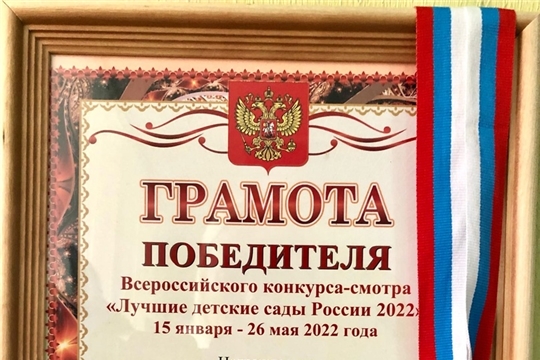 ГРАМОТА
ПОБЕДИТЕЛЯ
Всероссийского конкурса-смотра
«Лучшие детские сады России 2022»
15 января - 26 мая 2022 года